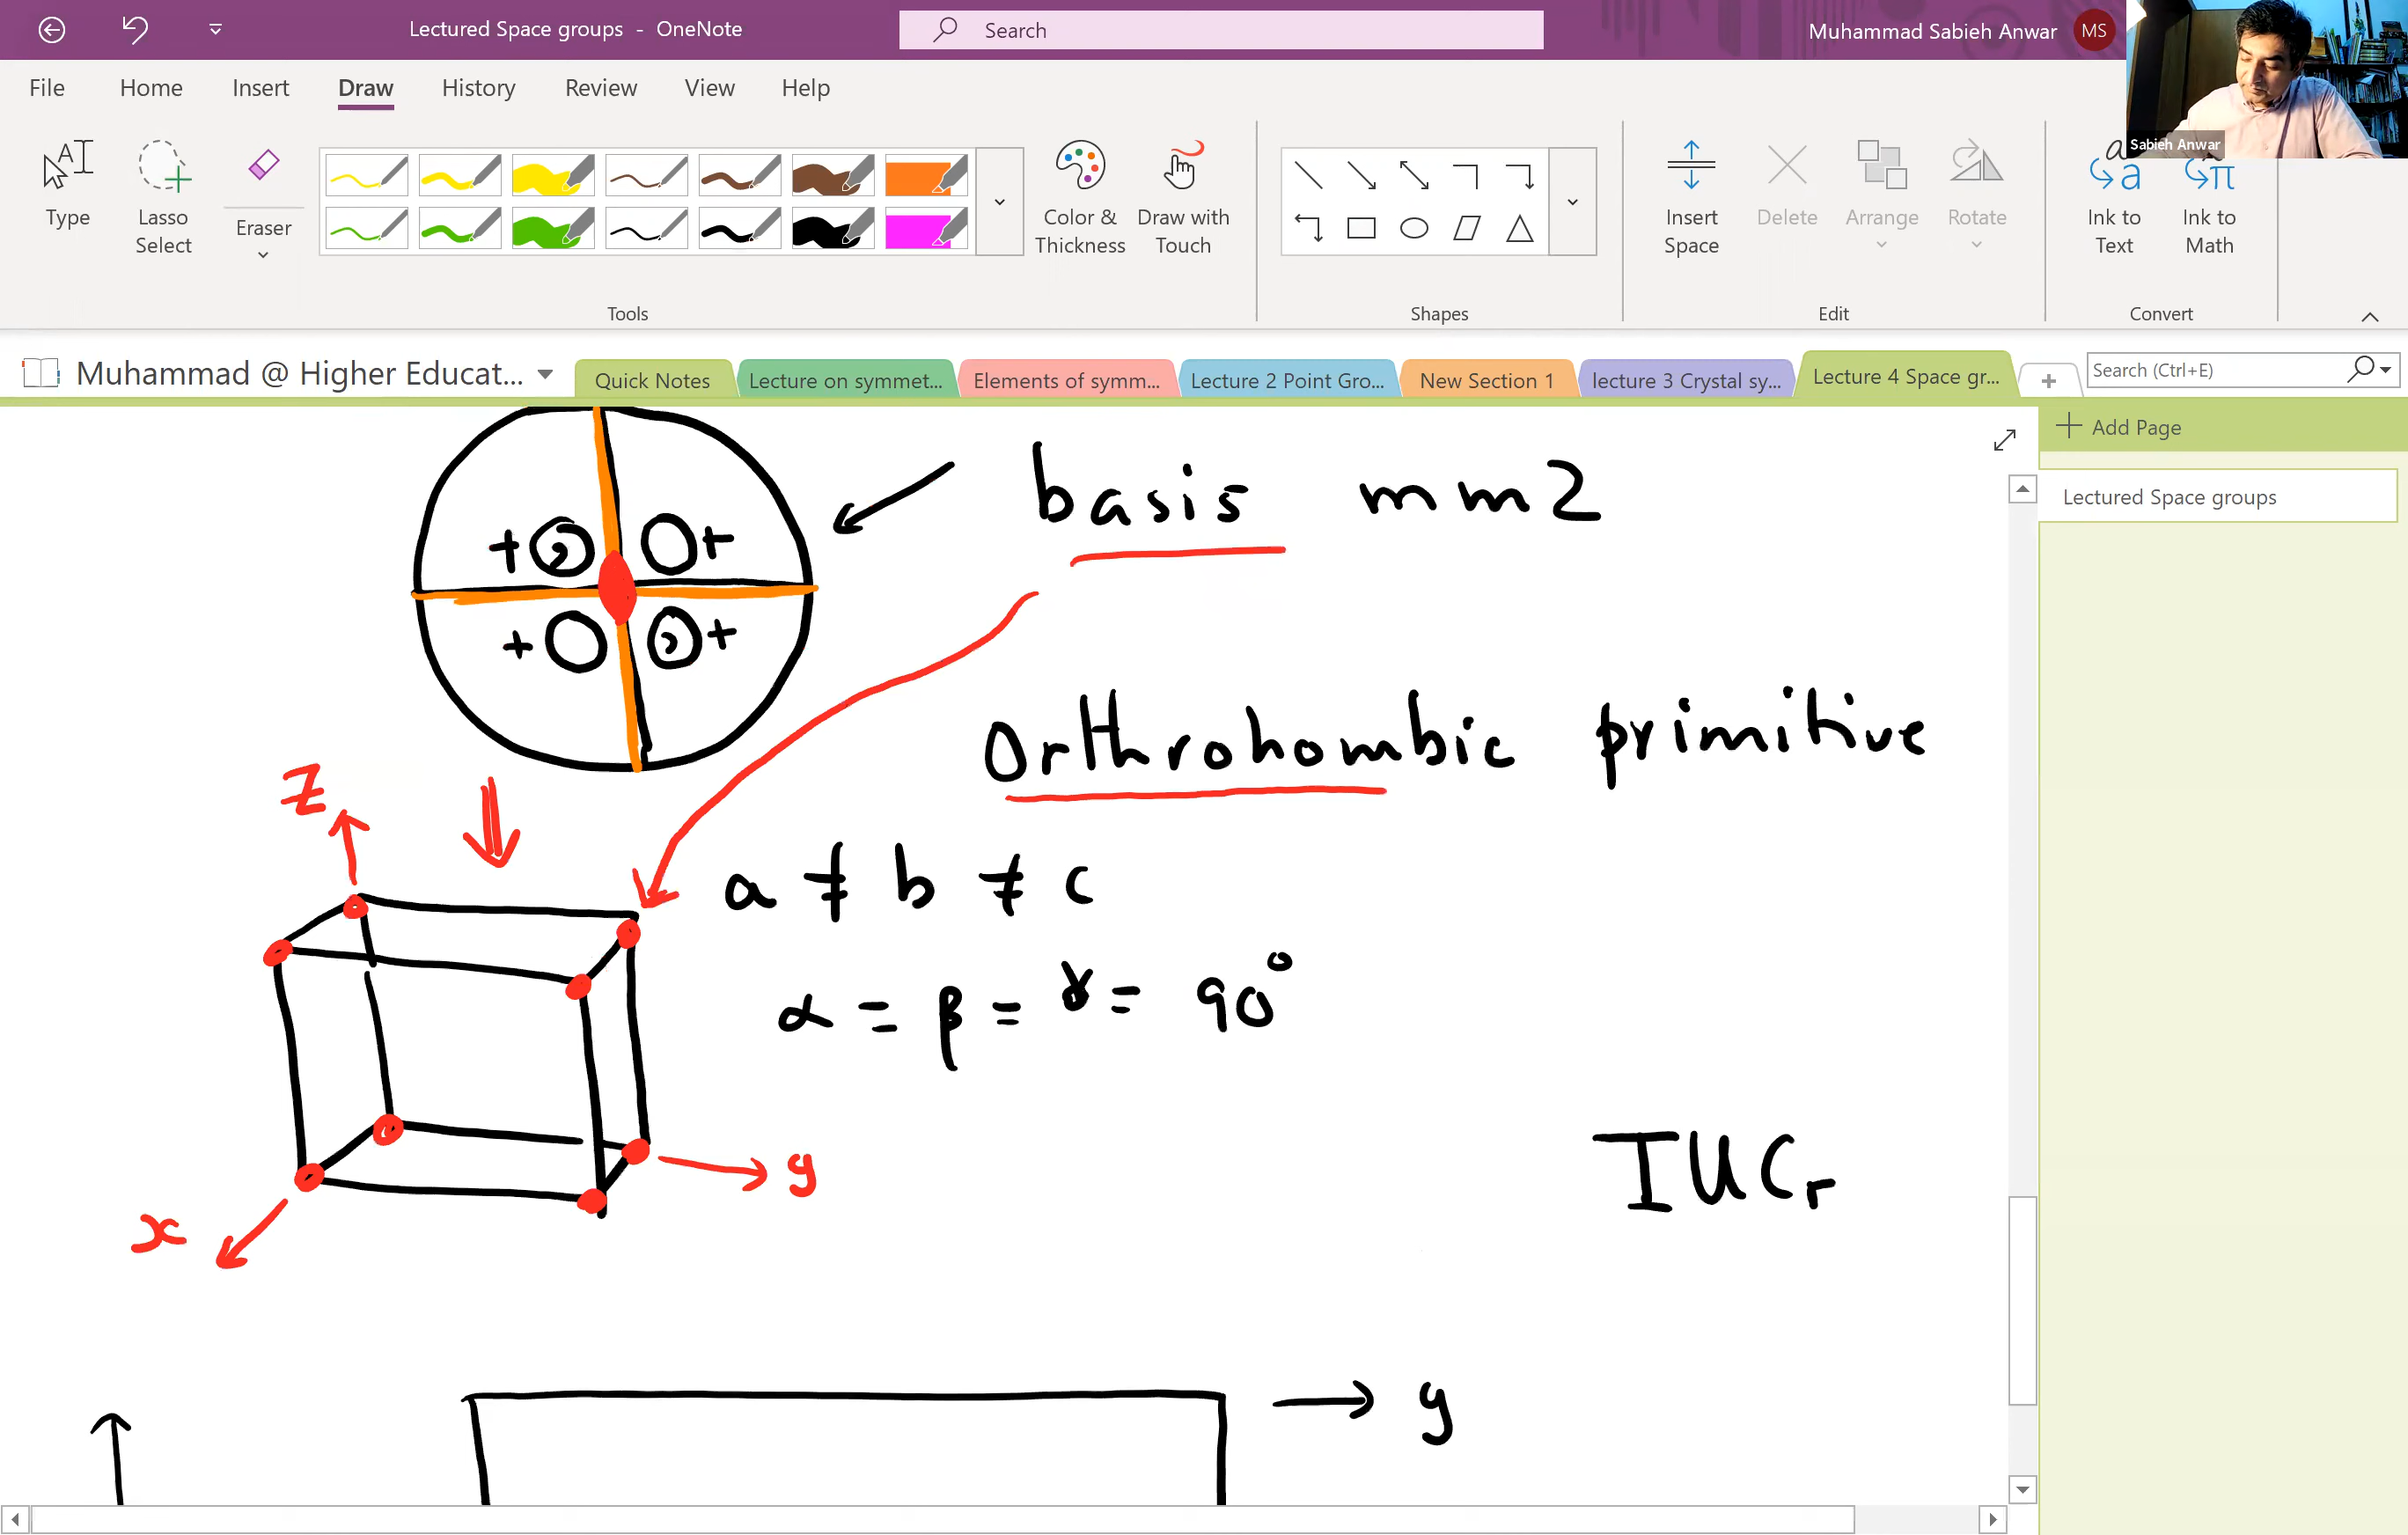 Lectured Space groups - OneNote
Search
Muhammad Sabieh Anwar MS
File Home Insert Draw History Review View Help
Sabieh Anwar
Type
Lasso Select
Eraser
Color & Thickness
Draw with Touch
Insert Space
Delete
Arrange
Rotate
Ink to Text
Ink to Math
Tools
Shapes
Edit
Convert
Muhammad @ Higher Educat...
Quick Notes
Lecture on symmet...
Elements of symm...
Lecture 2 Point Gro...
New Section 1
lecture 3 Crystal sy...
Lecture 4 Space gr...
Search (Ctrl+E)
Add Page
Lectured Space groups
basis mm2
+ +
+ +
Orthrohombic primitive
z
a ≠ b ≠ c
α = β = γ = 90°
y
x
IUCr
y